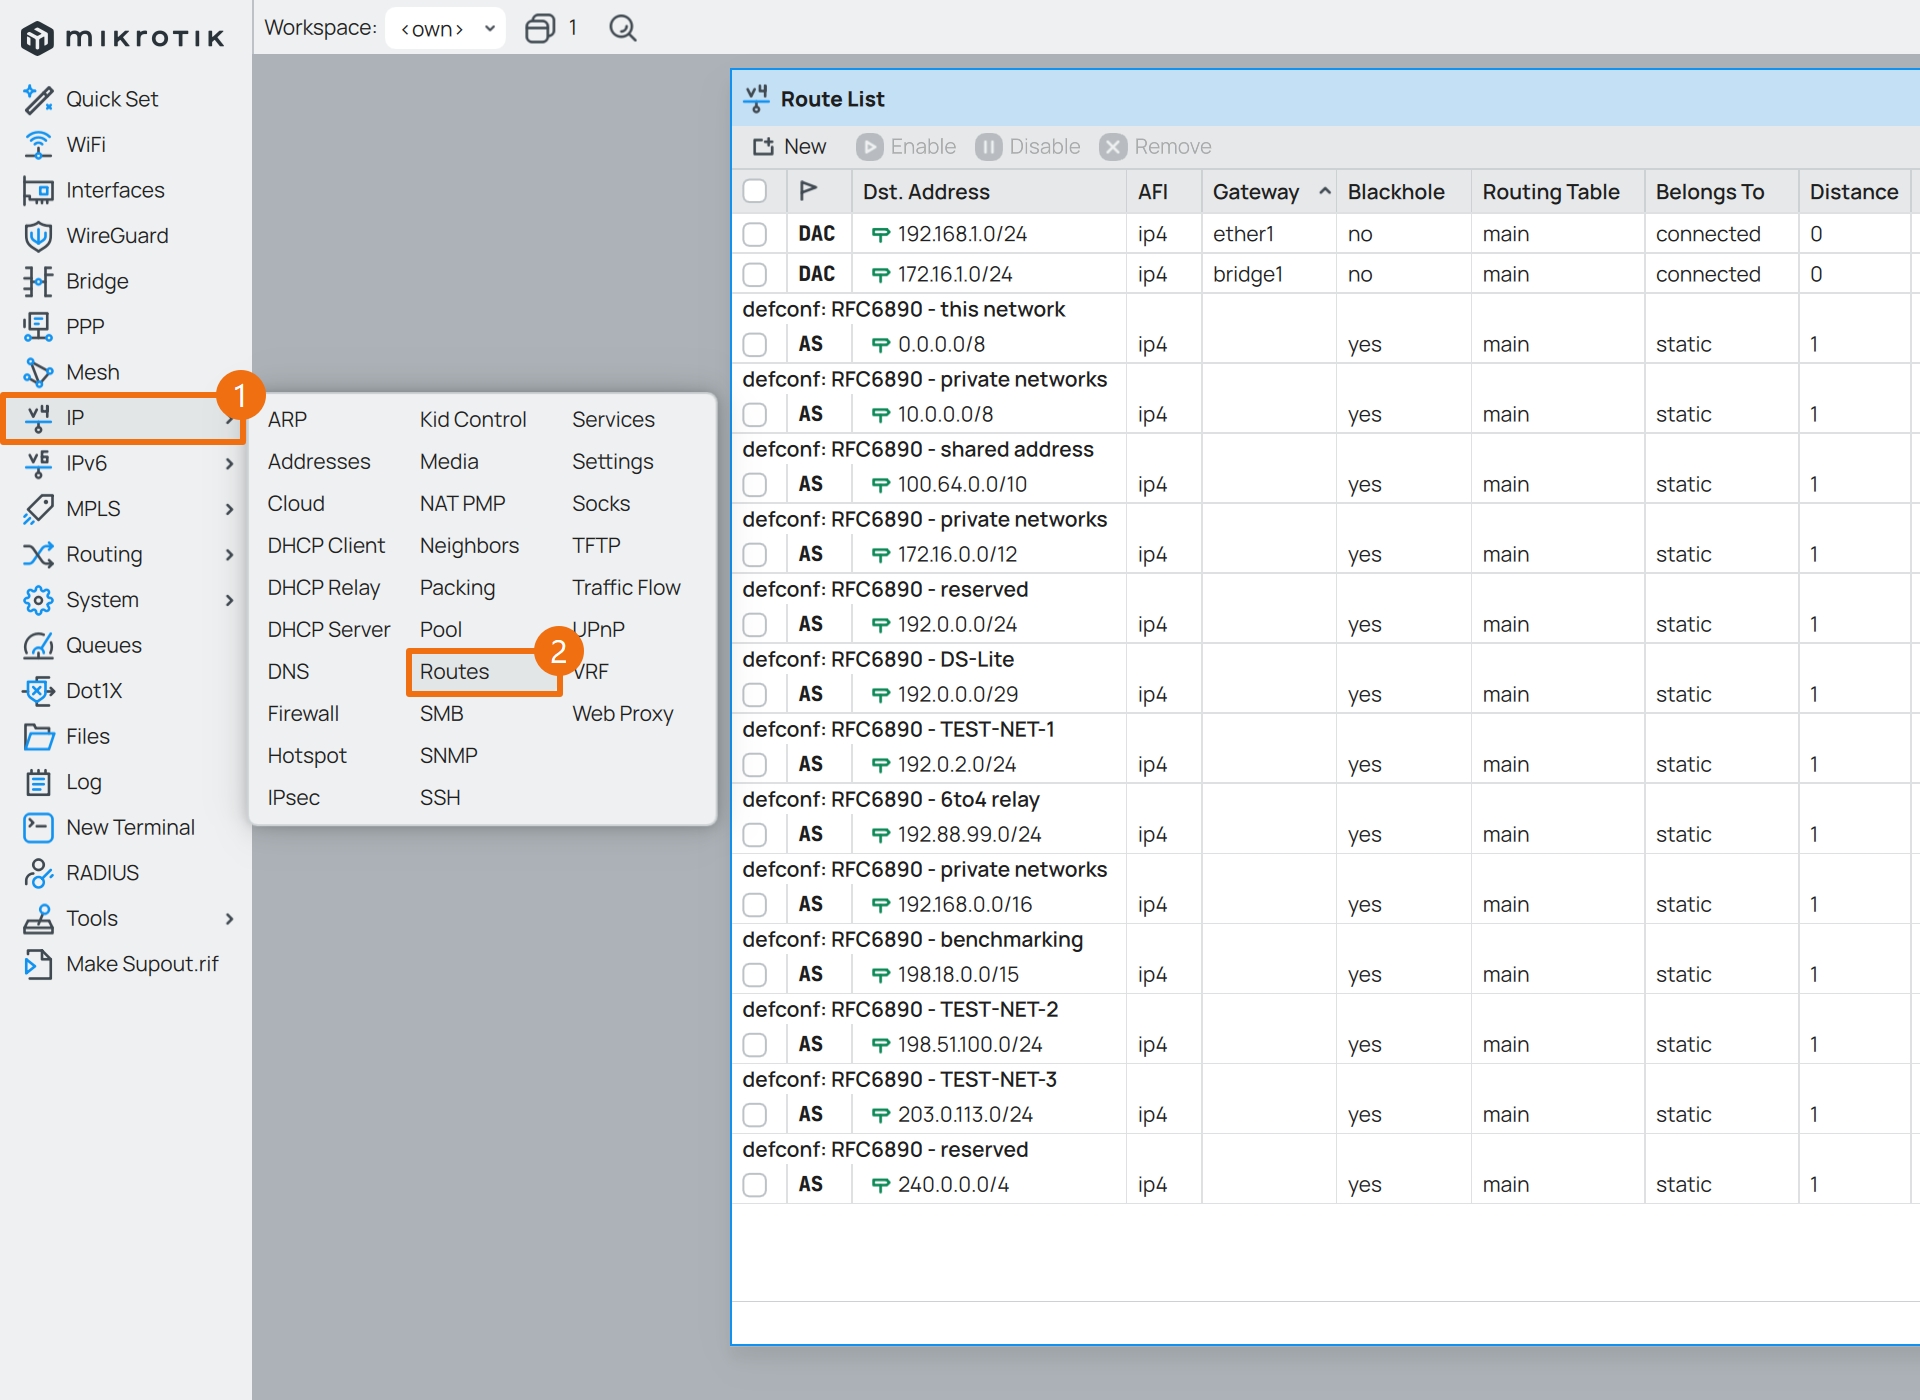 mikrotik
Workspace: <own> 1
Quick Set
WiFi
Interfaces
WireGuard
Bridge
PPP
Mesh
IP
IPv6
MPLS
Routing
System
Queues
Dot1X
Files
Log
New Terminal
RADIUS
Tools
Make Supout.rif
1
ARP
Addresses
Cloud
DHCP Client
DHCP Relay
DHCP Server
DNS
Firewall
Hotspot
IPsec
Kid Control
Media
NAT PMP
Neighbors
Packing
Pool
Routes
SMB
SNMP
SSH
2
Services
Settings
Socks
TFTP
Traffic Flow
UPnP
VRF
Web Proxy
v4 Route List
New Enable Disable Remove
Dst. Address AFI Gateway Blackhole Routing Table Belongs To Distance
DAC 192.168.1.0/24 ip4 ether1 no main connected 0
DAC 172.16.1.0/24 ip4 bridge1 no main connected 0
defconf: RFC6890 - this network
AS 0.0.0.0/8 ip4 yes main static 1
defconf: RFC6890 - private networks
AS 10.0.0.0/8 ip4 yes main static 1
defconf: RFC6890 - shared address
AS 100.64.0.0/10 ip4 yes main static 1
defconf: RFC6890 - private networks
AS 172.16.0.0/12 ip4 yes main static 1
defconf: RFC6890 - reserved
AS 192.0.0.0/24 ip4 yes main static 1
defconf: RFC6890 - DS-Lite
AS 192.0.0.0/29 ip4 yes main static 1
defconf: RFC6890 - TEST-NET-1
AS 192.0.2.0/24 ip4 yes main static 1
defconf: RFC6890 - 6to4 relay
AS 192.88.99.0/24 ip4 yes main static 1
defconf: RFC6890 - private networks
AS 192.168.0.0/16 ip4 yes main static 1
defconf: RFC6890 - benchmarking
AS 198.18.0.0/15 ip4 yes main static 1
defconf: RFC6890 - TEST-NET-2
AS 198.51.100.0/24 ip4 yes main static 1
defconf: RFC6890 - TEST-NET-3
AS 203.0.113.0/24 ip4 yes main static 1
defconf: RFC6890 - reserved
AS 240.0.0.0/4 ip4 yes main static 1